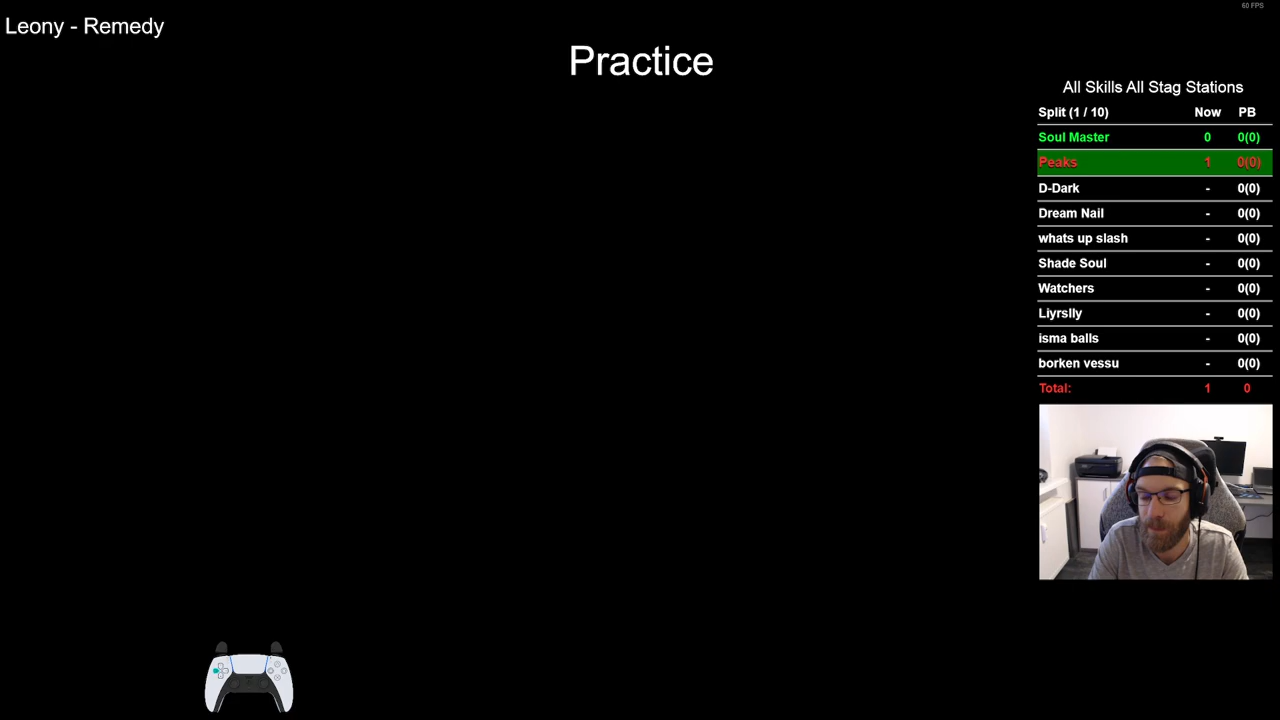 60 FPS
Leony - Remedy
Practice
All Skills All Stag Stations
Split (1 / 10) Now PB
Soul Master 0 0(0)
Peaks 1 0(0)
D-Dark - 0(0)
Dream Nail - 0(0)
whats up slash - 0(0)
Shade Soul - 0(0)
Watchers - 0(0)
Liyrslly - 0(0)
isma balls - 0(0)
borken vessu - 0(0)
Total: 1 0